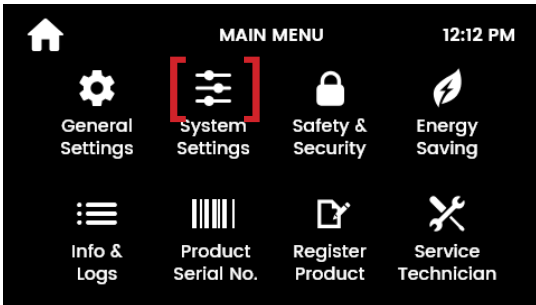 MAIN MENU 12:12 PM
General System Safety & Energy
Settings Settings Security Saving
Info & Product Register Service
Logs Serial No. Product Technician